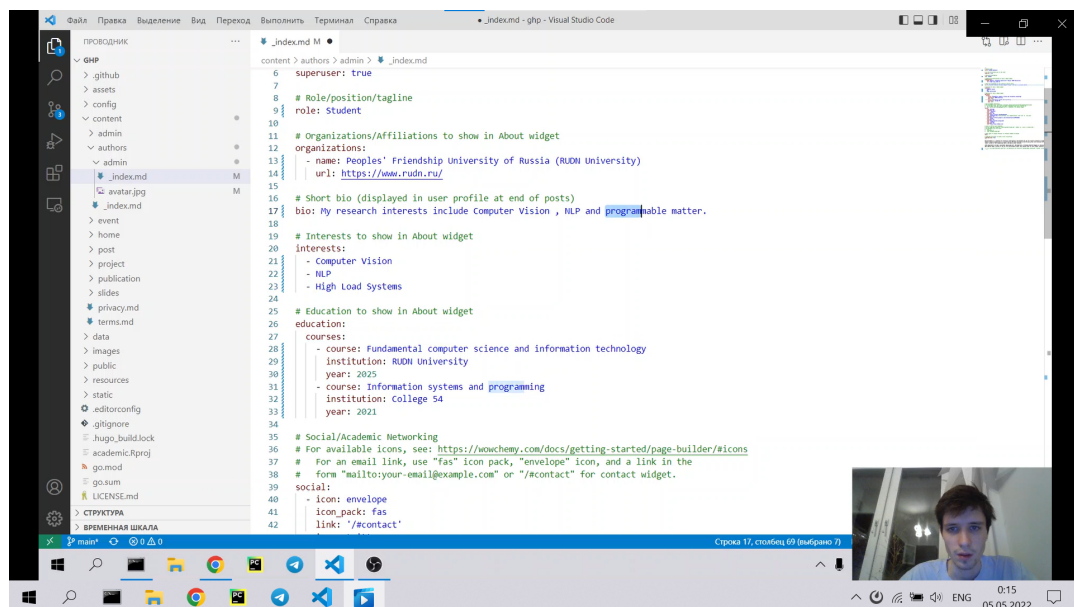 Файл Правка Выделение Вид Переход Выполнить Терминал Справка
● _index.md - ghp - Visual Studio Code
ПРОВОДНИК
GHP
.github
assets
config
content
admin
authors
admin
_index.md M
avatar.jpg M
_index.md
event
home
post
project
publication
slides
privacy.md
terms.md
data
images
public
resources
static
.editorconfig
.gitignore
.hugo_build.lock
academic.Rproj
go.mod
go.sum
LICENSE.md
СТРУКТУРА
ВРЕМЕННАЯ ШКАЛА
_index.md M ●
content > authors > admin > _index.md
6 superuser: true
7
8 # Role/position/tagline
9 role: Student
10
11 # Organizations/Affiliations to show in About widget
12 organizations:
13 - name: Peoples' Friendship University of Russia (RUDN University)
14 url: https://www.rudn.ru/
15
16 # Short bio (displayed in user profile at end of posts)
17 bio: My research interests include Computer Vision , NLP and programmable matter.
18
19 # Interests to show in About widget
20 interests:
21 - Computer Vision
22 - NLP
23 - High Load Systems
24
25 # Education to show in About widget
26 education:
27 courses:
28 - course: Fundamental computer science and information technology
29 institution: RUDN University
30 year: 2025
31 - course: Information systems and programming
32 institution: College 54
33 year: 2021
34
35 # Social/Academic Networking
36 # For available icons, see: https://wowchemy.com/docs/getting-started/page-builder/#icons
37 # For an email link, use "fas" icon pack, "envelope" icon, and a link in the
38 # form "mailto:your-email@example.com" or "/#contact" for contact widget.
39 social:
40 - icon: envelope
41 icon_pack: fas
42 link: '/#contact'
main* 0 0
Строка 17, столбец 69 (выбрано 7)
ENG
0:15
05.05.2022